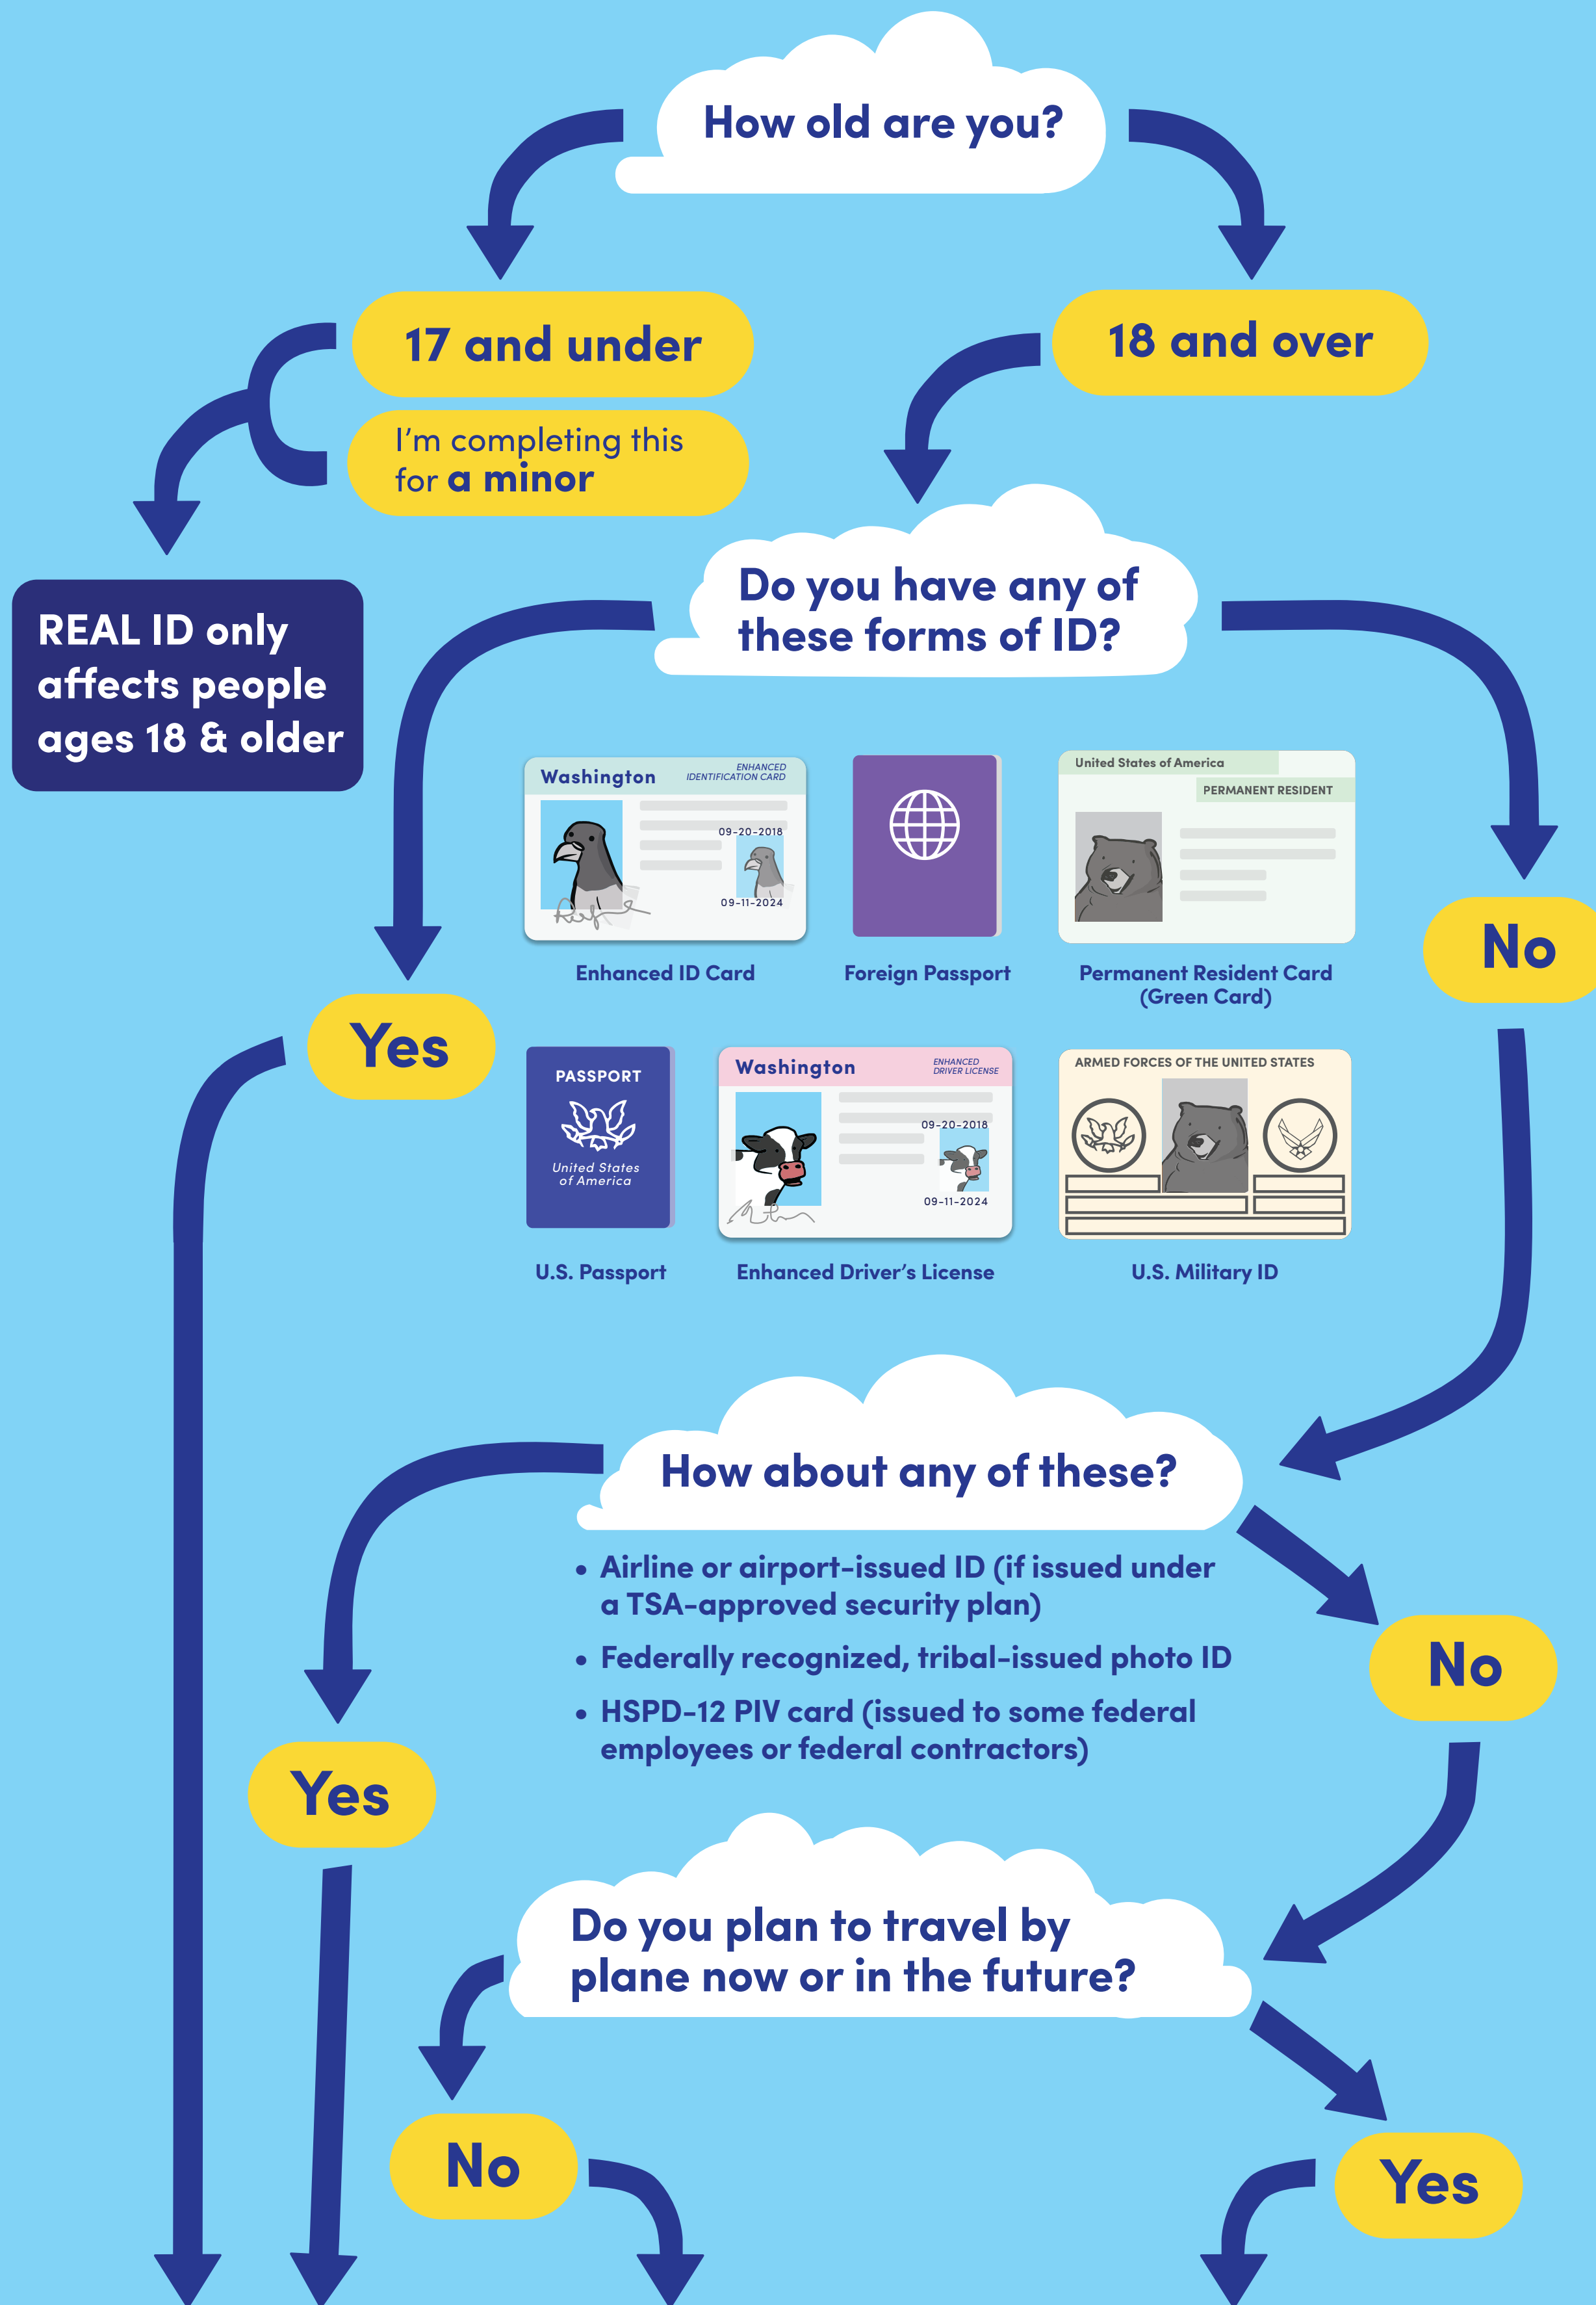 How old are you?
17 and under
18 and over
I'm completing this
for a minor
REAL ID only
affects people
ages 18 & older
Do you have any of
these forms of ID?
Washington
ENHANCED
IDENTIFICATION CARD
09-20-2018
09-11-2024
Enhanced ID Card
Foreign Passport
United States of America
PERMANENT RESIDENT
Permanent Resident Card
(Green Card)
No
Yes
PASSPORT
United States
of America
U.S. Passport
Washington
ENHANCED
DRIVER LICENSE
09-20-2018
09-11-2024
Enhanced Driver's License
ARMED FORCES OF THE UNITED STATES
U.S. Military ID
How about any of these?
• Airline or airport-issued ID (if issued under
a TSA-approved security plan)
• Federally recognized, tribal-issued photo ID
• HSPD-12 PIV card (issued to some federal
employees or federal contractors)
No
Yes
Do you plan to travel by
plane now or in the future?
No
Yes